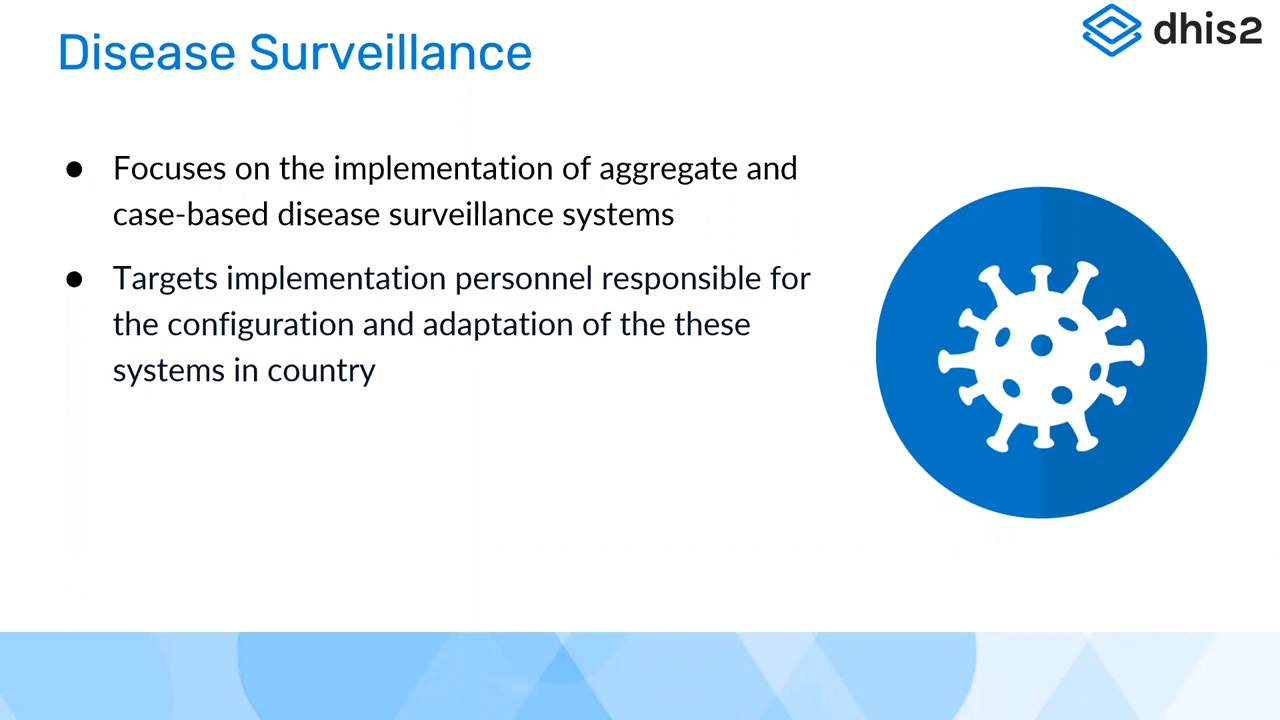 Disease Surveillance
dhis2
● Focuses on the implementation of aggregate and
case-based disease surveillance systems
● Targets implementation personnel responsible for
the configuration and adaptation of the these
systems in country